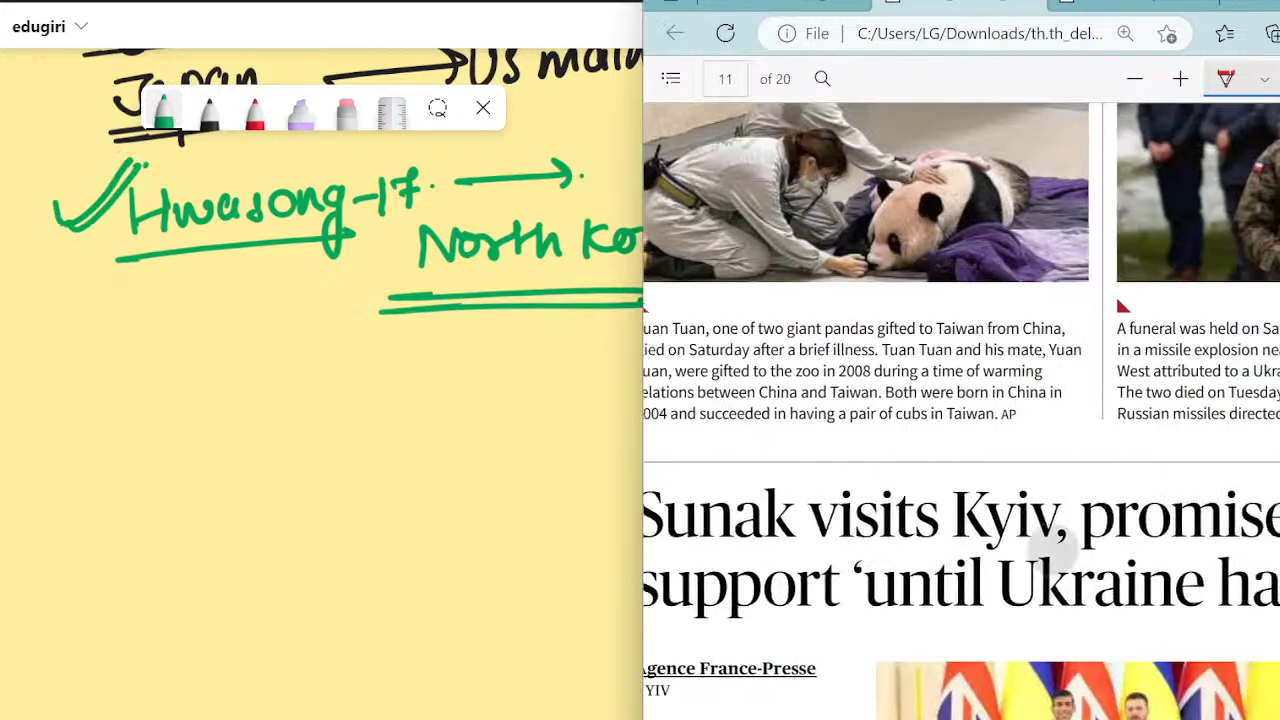 edugiri
Japan → US main
Hwasong-17. →
North Ko
File C:/Users/LG/Downloads/th.th_del...
11 of 20
uan Tuan, one of two giant pandas gifted to Taiwan from China,
ied on Saturday after a brief illness. Tuan Tuan and his mate, Yuan
uan, were gifted to the zoo in 2008 during a time of warming
elations between China and Taiwan. Both were born in China in
004 and succeeded in having a pair of cubs in Taiwan. AP
A funeral was held on Sa
in a missile explosion nea
West attributed to a Ukra
The two died on Tuesday
Russian missiles directed
Sunak visits Kyiv, promise
support ‘until Ukraine ha
Agence France-Presse
YIV